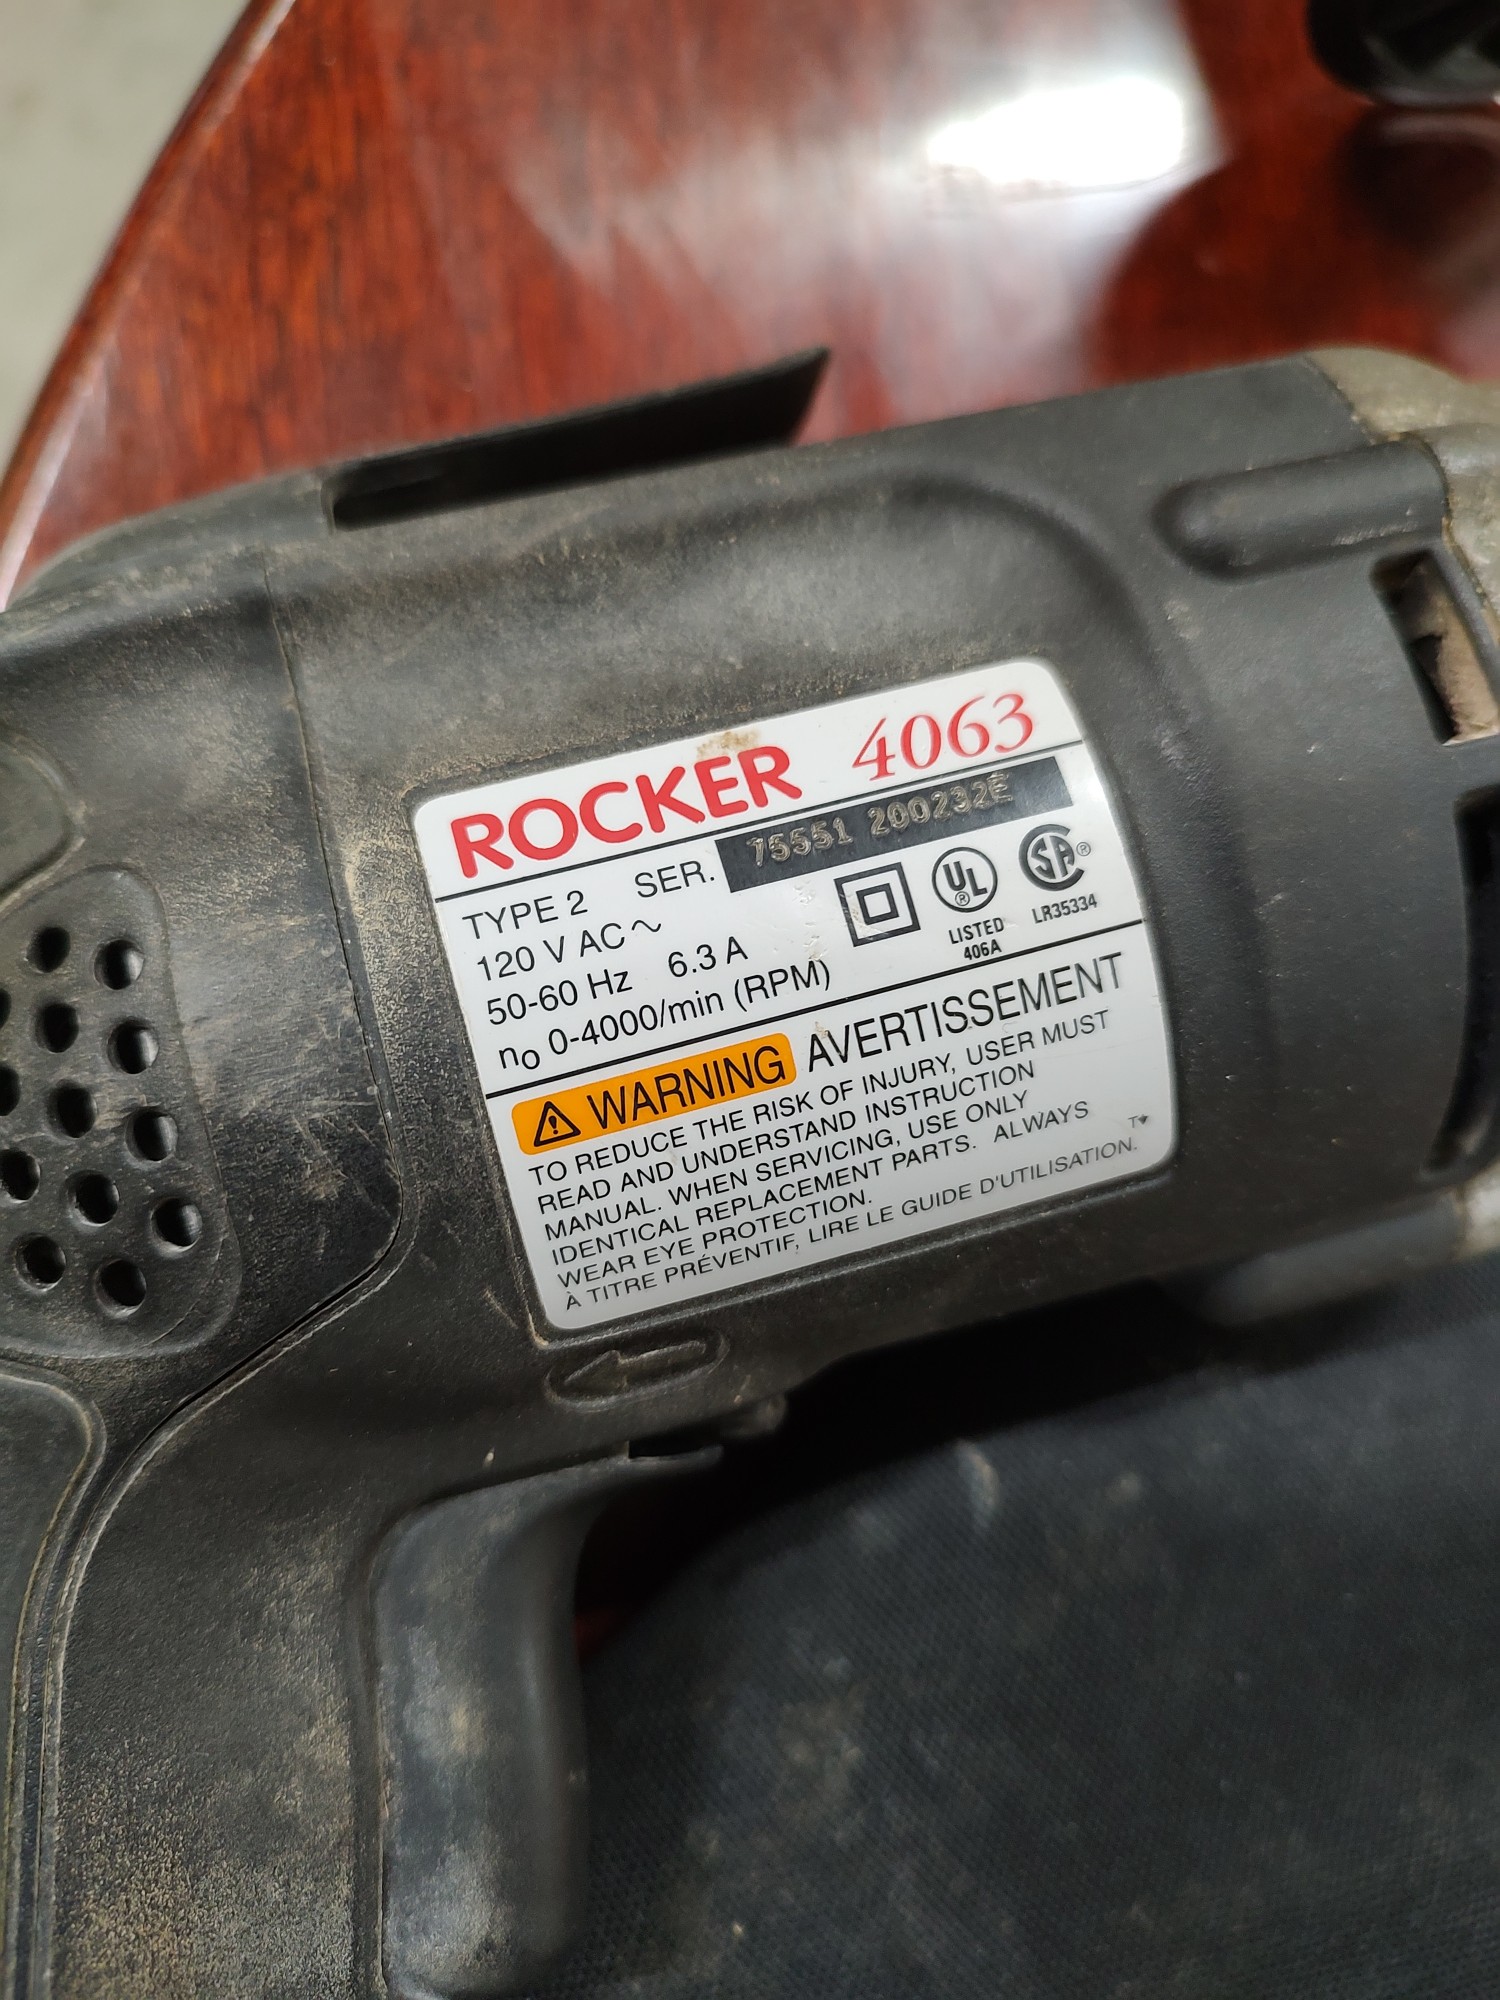 ROCKER 4063
TYPE 2 SER. 75551 200232E
120 V AC~
50-60 Hz 6.3 A
no 0-4000/min (RPM)
UL ®
LISTED
406A
SA ®
LR35334
WARNING AVERTISSEMENT
TO REDUCE THE RISK OF INJURY, USER MUST
READ AND UNDERSTAND INSTRUCTION
MANUAL. WHEN SERVICING, USE ONLY
IDENTICAL REPLACEMENT PARTS. ALWAYS
WEAR EYE PROTECTION.
À TITRE PRÉVENTIF, LIRE LE GUIDE D'UTILISATION.